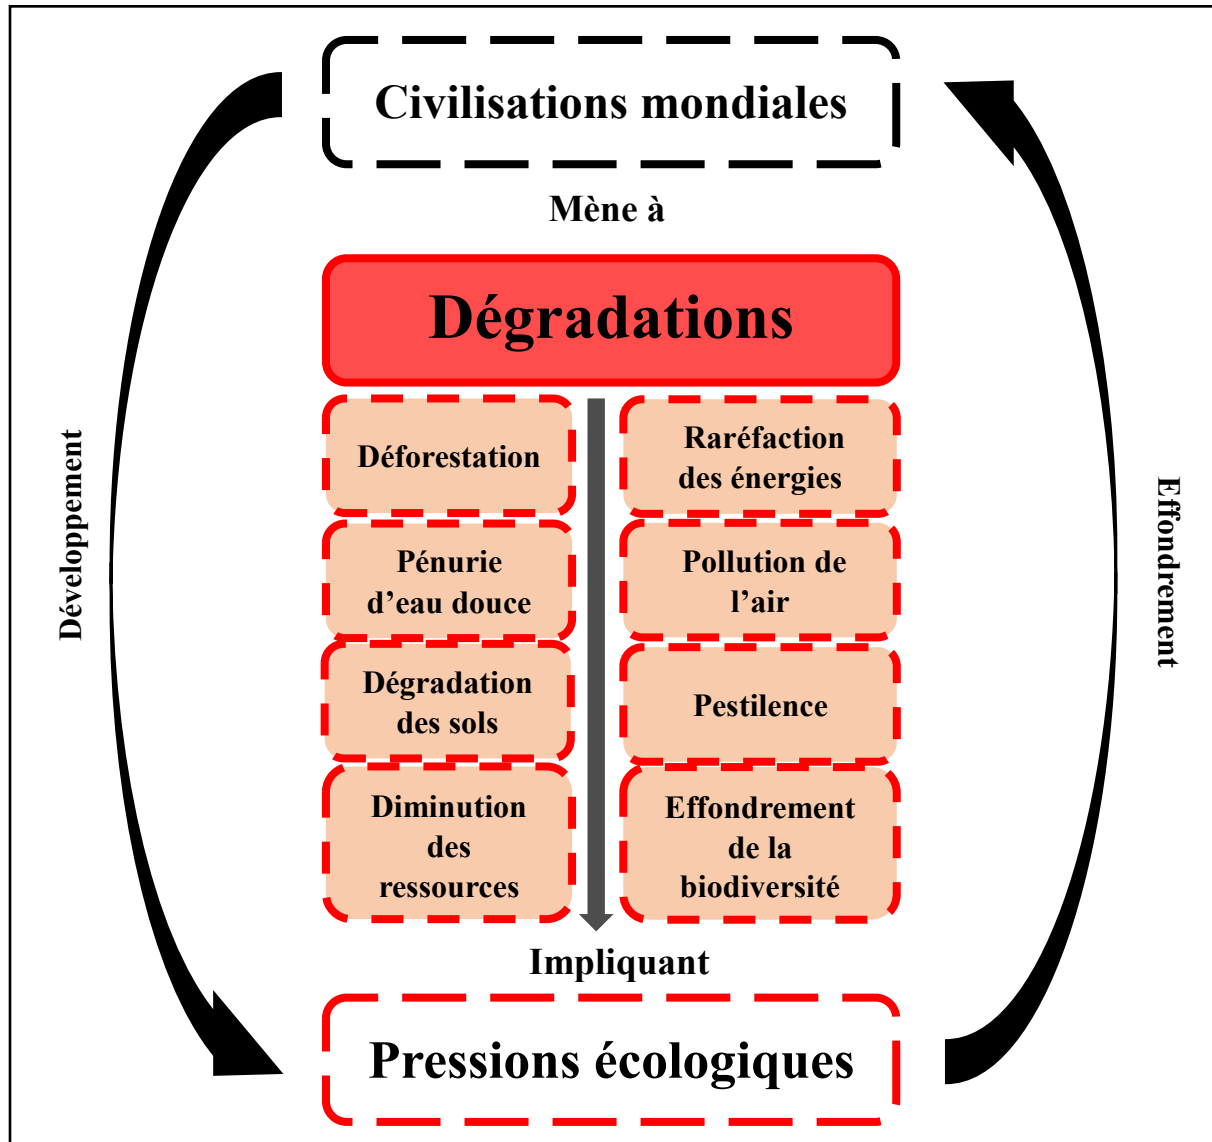 Civilisations mondiales
Mène à
Dégradations
Déforestation
Raréfaction
des énergies
Pénurie
d’eau douce
Pollution de
l’air
Dégradation
des sols
Pestilence
Diminution
des
ressources
Effondrement
de la
biodiversité
Impliquant
Pressions écologiques
Développement
Effondrement